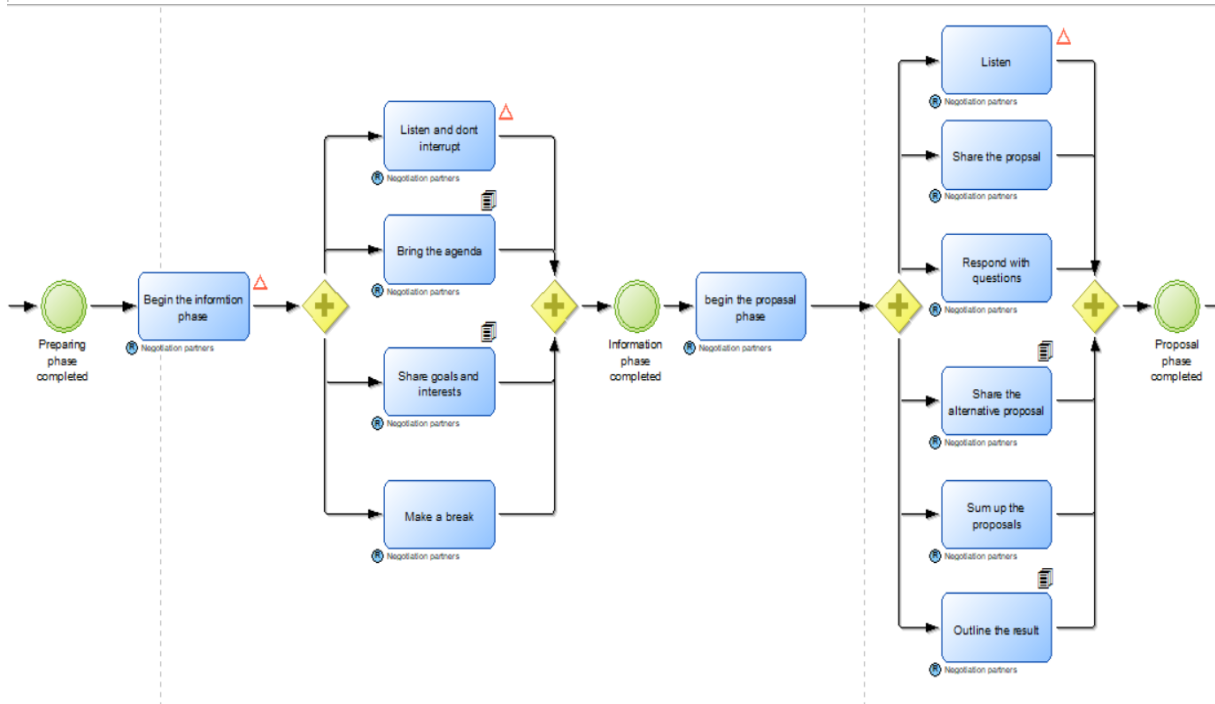 Preparing
phase
completed
Begin the informtion
phase
R Negotiation partners
Listen and dont
interrupt
R Negotiation partners
Bring the agenda
R Negotiation partners
Share goals and
interests
R Negotiation partners
Make a break
R Negotiation partners
Information
phase
completed
begin the propasal
phase
R Negotiation partners
Listen
R Negotiation partners
Share the propsal
R Negotiation partners
Respond with
questions
R Negotiation partners
Share the
alternative proposal
R Negotiation partners
Sum up the
proposals
R Negotiation partners
Outline the result
R Negotiation partners
Proposal
phase
completed